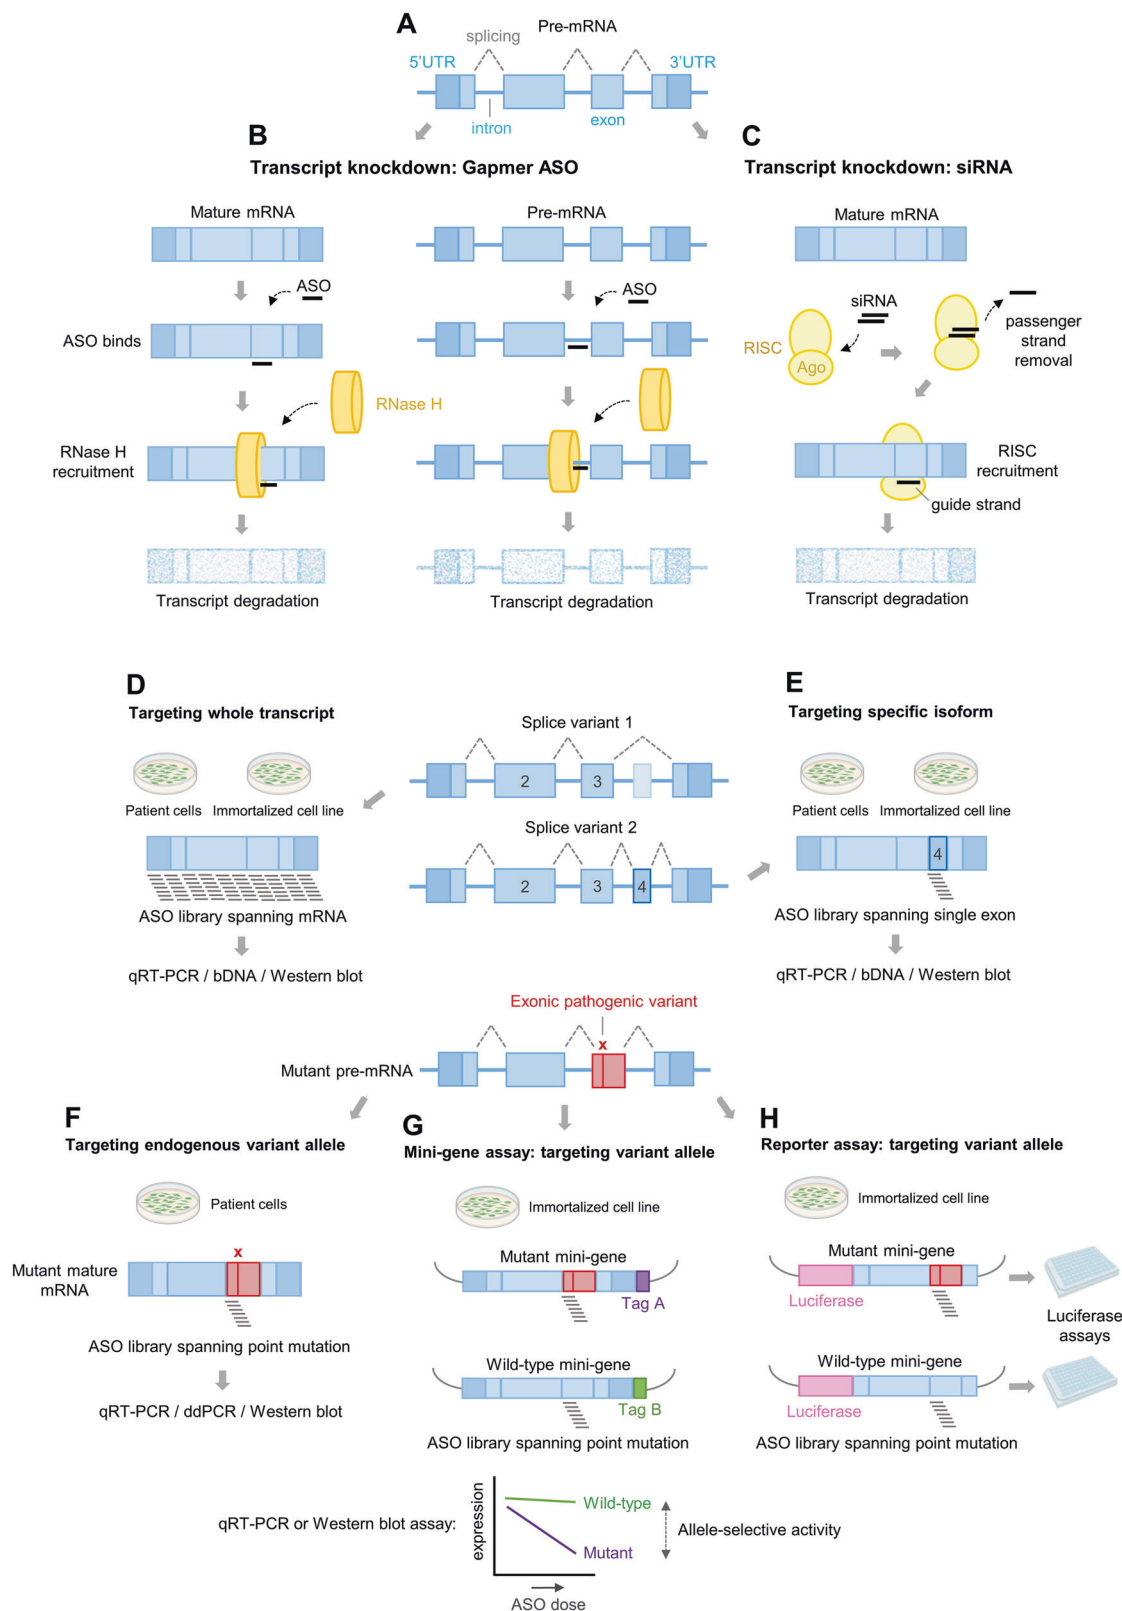 A
Pre-mRNA
splicing
5'UTR
3'UTR
intron
exon
B
Transcript knockdown: Gapmer ASO
Mature mRNA
Pre-mRNA
ASO
ASO
ASO binds
RNase H
RNase H
recruitment
Transcript degradation
Transcript degradation
C
Transcript knockdown: siRNA
Mature mRNA
siRNA
RISC
Ago
passenger
strand
removal
RISC
recruitment
guide strand
Transcript degradation
D
Targeting whole transcript
Patient cells
Immortalized cell line
ASO library spanning mRNA
qRT-PCR / bDNA / Western blot
Splice variant 1
2
3
Splice variant 2
2
3
4
E
Targeting specific isoform
Patient cells
Immortalized cell line
4
ASO library spanning single exon
qRT-PCR / bDNA / Western blot
Exonic pathogenic variant
x
Mutant pre-mRNA
F
Targeting endogenous variant allele
Patient cells
x
Mutant mature
mRNA
ASO library spanning point mutation
qRT-PCR / ddPCR / Western blot
G
Mini-gene assay: targeting variant allele
Immortalized cell line
Mutant mini-gene
Tag A
Wild-type mini-gene
Tag B
ASO library spanning point mutation
qRT-PCR or Western blot assay:
expression
Wild-type
Mutant
Allele-selective activity
ASO dose
H
Reporter assay: targeting variant allele
Immortalized cell line
Mutant mini-gene
Luciferase
Luciferase
assays
Wild-type mini-gene
Luciferase
ASO library spanning point mutation